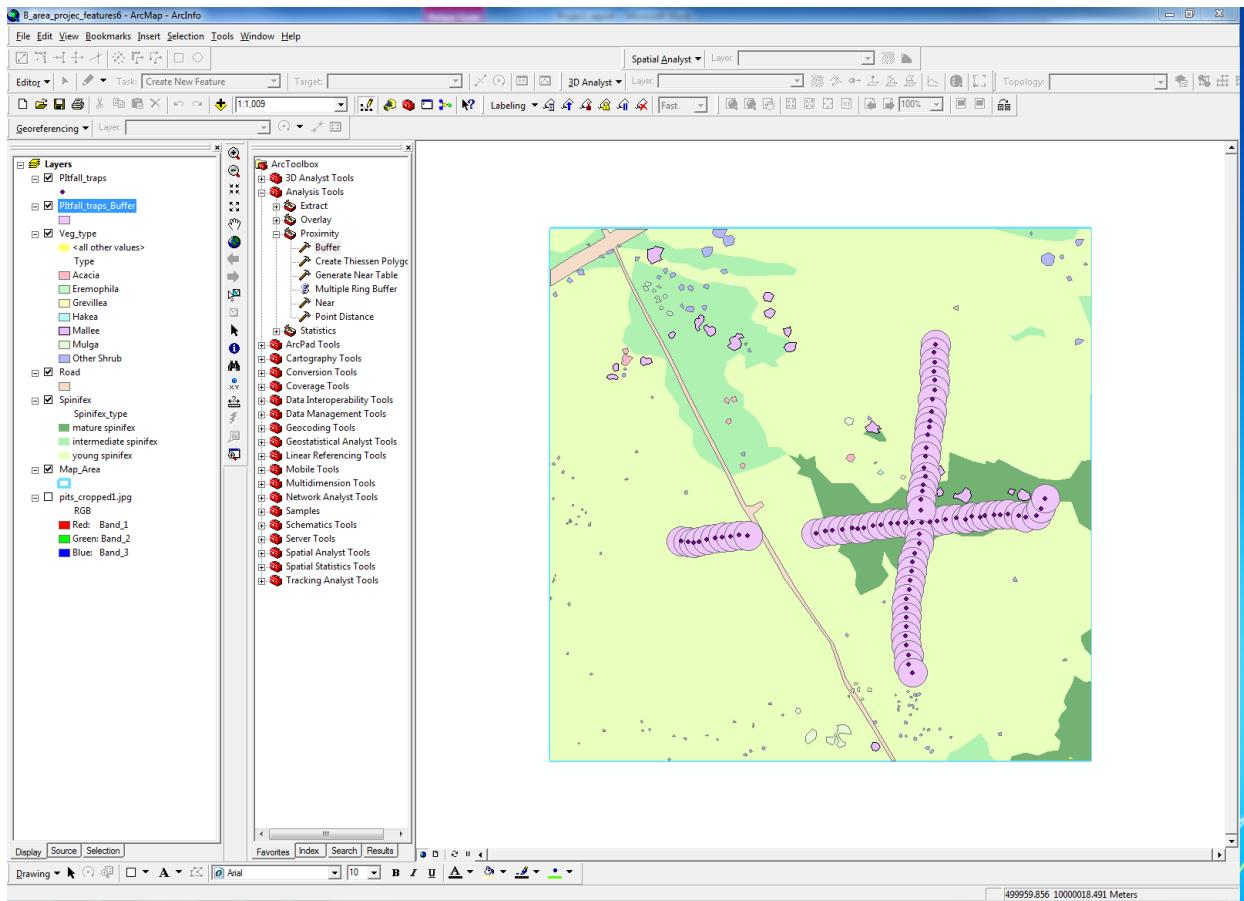 B_area_projec_features6 - ArcMap - ArcInfo
File Edit View Bookmarks Insert Selection Tools Window Help
Spatial Analyst Layer:
Editor Task: Create New Feature Target: 3D Analyst Layer: Topology:
1:1,009 Labeling Fast 100%
Georeferencing Layer:
Layers
PItfall_traps
PItfall_traps_Buffer
Veg_type
<all other values>
Type
Acacia
Eremophila
Grevillea
Hakea
Mallee
Mulga
Other Shrub
Road
Spinifex
Spinifex_type
mature spinifex
intermediate spinifex
young spinifex
Map_Area
pits_cropped1.jpg
RGB
Red: Band_1
Green: Band_2
Blue: Band_3
Display Source Selection
ArcToolbox
3D Analyst Tools
Analysis Tools
Extract
Overlay
Proximity
Buffer
Create Thiessen Polygo
Generate Near Table
Multiple Ring Buffer
Near
Point Distance
Statistics
ArcPad Tools
Cartography Tools
Conversion Tools
Coverage Tools
Data Interoperability Tools
Data Management Tools
Geocoding Tools
Geostatistical Analyst Tools
Linear Referencing Tools
Mobile Tools
Multidimension Tools
Network Analyst Tools
Samples
Schematics Tools
Server Tools
Spatial Analyst Tools
Spatial Statistics Tools
Tracking Analyst Tools
Favorites Index Search Results
Drawing A Arial 10 B I U A
499959.856 10000018.491 Meters